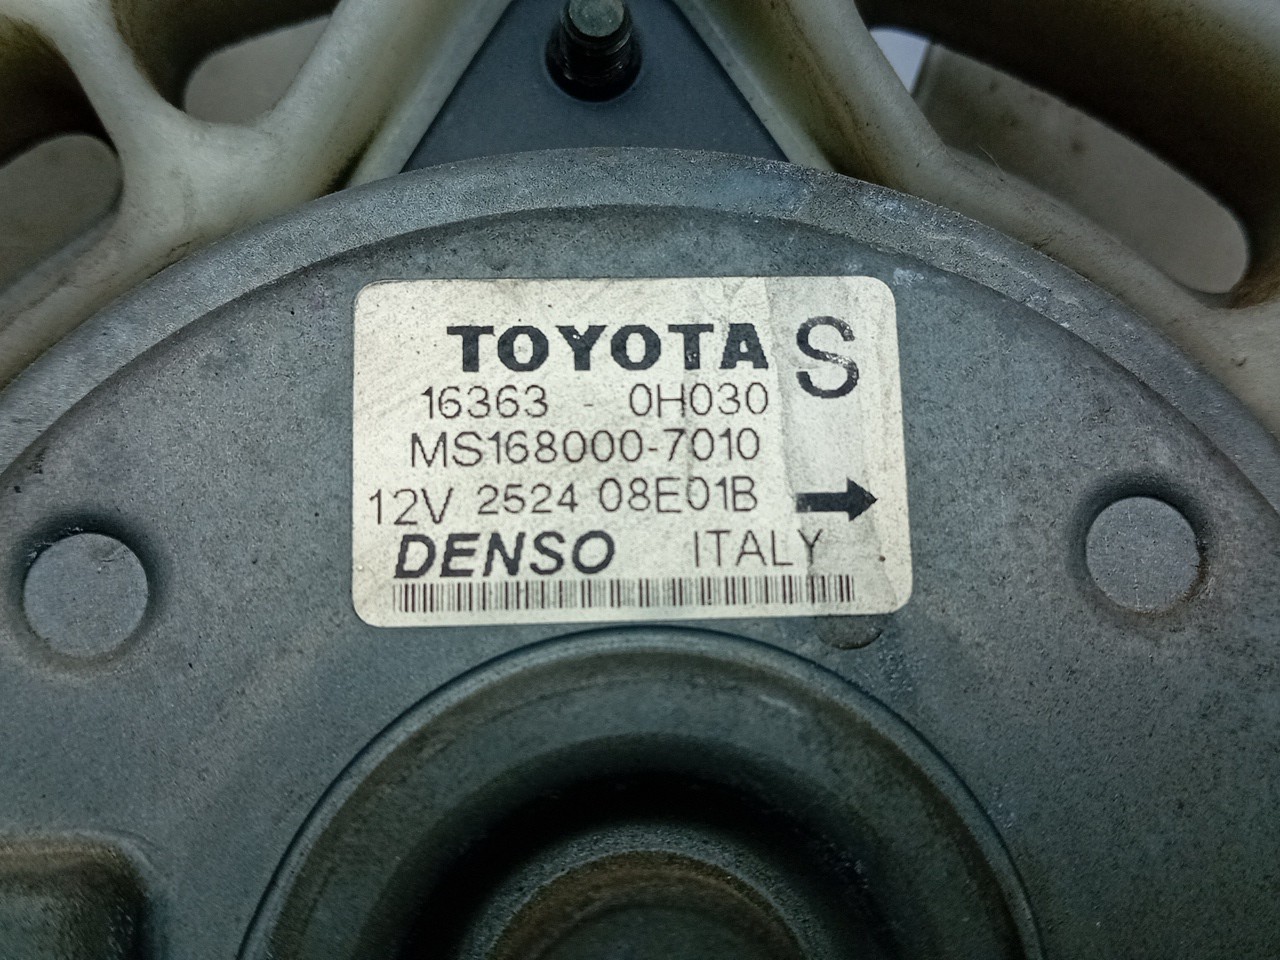 TOYOTA S
16363 - 0H030
MS168000-7010
12V 2524 08E01B
DENSO ITALY